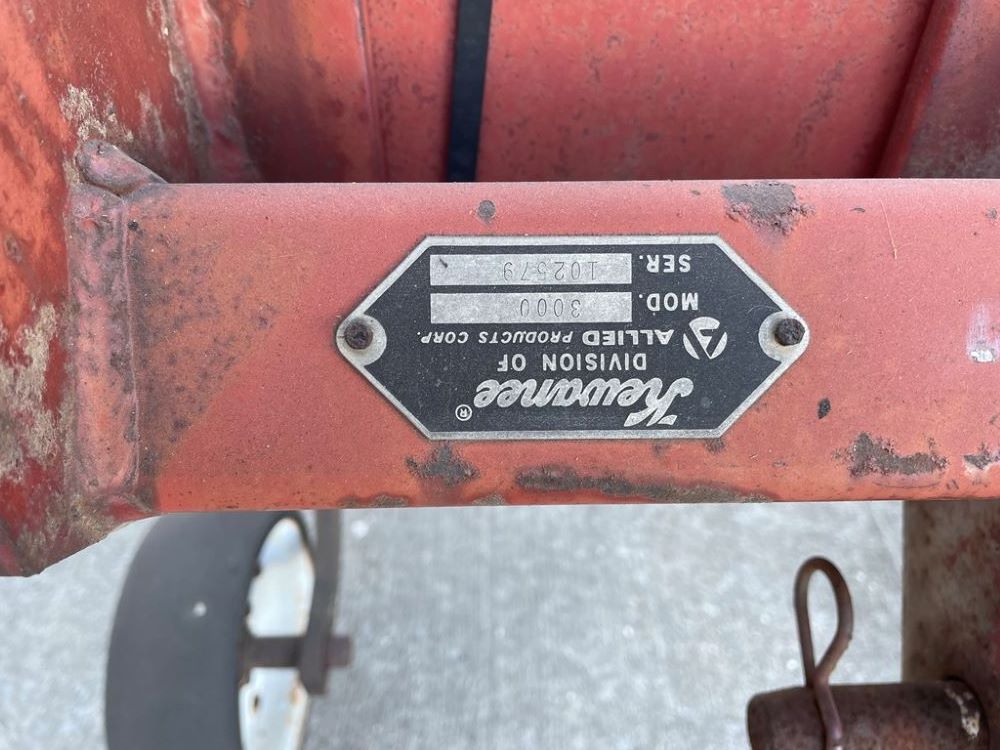 Kewanee®
DIVISION OF
ALLIED PRODUCTS CORP.
MOD. 3000
SER. 102579